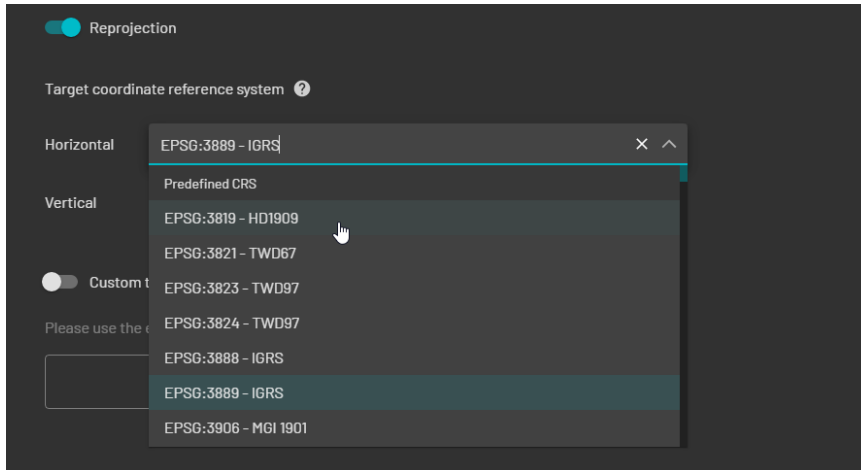 Reprojection
Target coordinate reference system ?
Horizontal EPSG:3889 - IGRS
Predefined CRS
Vertical
EPSG:3819 - HD1909
EPSG:3821 - TWD67
Custom t
EPSG:3823 - TWD97
Please use the e
EPSG:3824 - TWD97
EPSG:3888 - IGRS
EPSG:3889 - IGRS
EPSG:3906 - MGI 1901